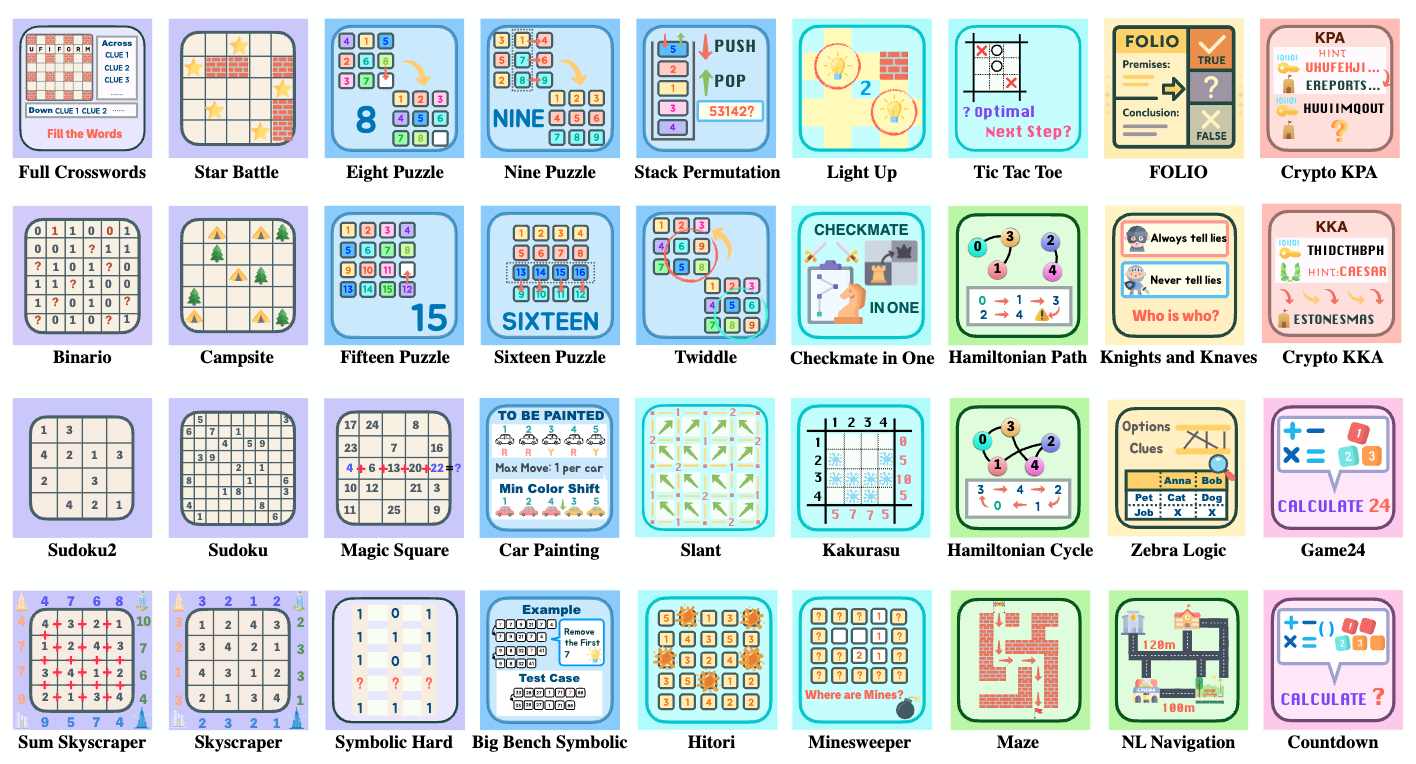 UFIFORM
Across
CLUE 1
CLUE 2
CLUE 3
......
Down CLUE 1 CLUE 2 ......
Fill the Words
Full Crosswords
Star Battle
4 1 5
2 6 8
3 7
8
1 2 3
4 5 6
7 8
Eight Puzzle
3 1 4
5 7 6
2 8 9
NINE
1 2 3
4 5 6
7 8 9
Nine Puzzle
5
2
1
3
4
PUSH
POP
53142?
Stack Permutation
2
Light Up
? Optimal
Next Step?
Tic Tac Toe
FOLIO
Premises:
Conclusion:
TRUE
?
FALSE
FOLIO
KPA
HINT
UHUFEHJI...
EREPORTS...
HUUIIMQOUT
?
Crypto KPA
0 1 1 0 0 1
0 0 1 ? 1 1
? 1 0 1 ? 0
1 1 ? 1 0 0
1 ? 0 1 0 ?
? 0 1 0 ? 1
Binario
Campsite
1 2 3 4
5 6 7 8
9 10 11
13 14 15 12
15
Fifteen Puzzle
1 2 3 4
5 6 7 8
13 14 15 16
9 10 11 12
SIXTEEN
Sixteen Puzzle
1 2 3
4 6 9
7 5 8
1 2 3
4 5 6
7 8 9
Twiddle
CHECKMATE
IN ONE
Checkmate in One
0 3 2
1 4
0 → 1 → 3
2 → 4
Hamiltonian Path
Always tell lies
Never tell lies
Who is who?
Knights and Knaves
KKA
THIDCTHBPH
HINT:CAESAR
ESTONESMAS
Crypto KKA
1 3
4 2 1 3
2 3
4 2 1
Sudoku2
5 3
6 7 1
4 5 9
3 9
2 1
8 6
1 8 3
4 8
1 6
Sudoku
17 24 8
23 7 16
4 + 6 +13+20+22=?
10 12 21 3
11 25 9
Magic Square
TO BE PAINTED
1 2 3 4 5
R R Y R Y
Max Move: 1 per car
Min Color Shift
1 2 4 3 5
Car Painting
1 2
2 1
2 1
1 2
Slant
1 2 3 4
1 0
2 5
3 10
4 5
5 7 7 5
Kakurasu
0 3 2
1 4
3 → 4 → 2
0 ← 1
Hamiltonian Cycle
Options
Clues
Anna Bob
Pet Cat Dog
Job X X
Zebra Logic
1
2 3
CALCULATE 24
Game24
4 7 6 8
4 4 + 3 + 2 + 1 10
7 1 + 2 + 4 + 3 7
7 3 + 4 + 1 + 2 6
9 2 + 1 + 3 + 4 4
9 5 7 4
Sum Skyscraper
3 2 1 2
3 1 2 4 3 2
2 3 4 2 1 3
1 4 3 1 2 3
3 2 1 3 4 1
2 3 2 1
Skyscraper
1 0 1
1 1 1
1 0 1
? ? ?
1 1 1
Symbolic Hard
Example
Remove
the First
7
Test Case
Big Bench Symbolic
5 1 3
1 4 5 3
3 2 4
2 3 1
3 1 4 2 2
Hitori
? ? ? 1 ?
? 1 ?
? 2 1 ?
? ? ? ? ?
Where are Mines?
Minesweeper
Maze
120m
CINEMA
100m
NL Navigation
( )
CALCULATE ?
Countdown